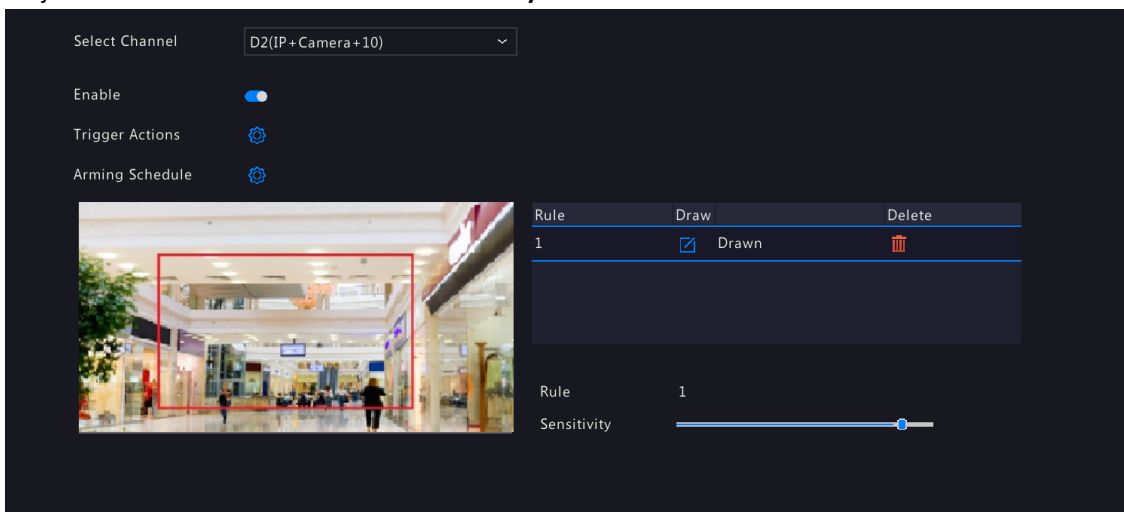 Select Channel D2(IP+Camera+10)
Enable
Trigger Actions
Arming Schedule
Rule Draw Delete
1 Drawn
Rule 1
Sensitivity